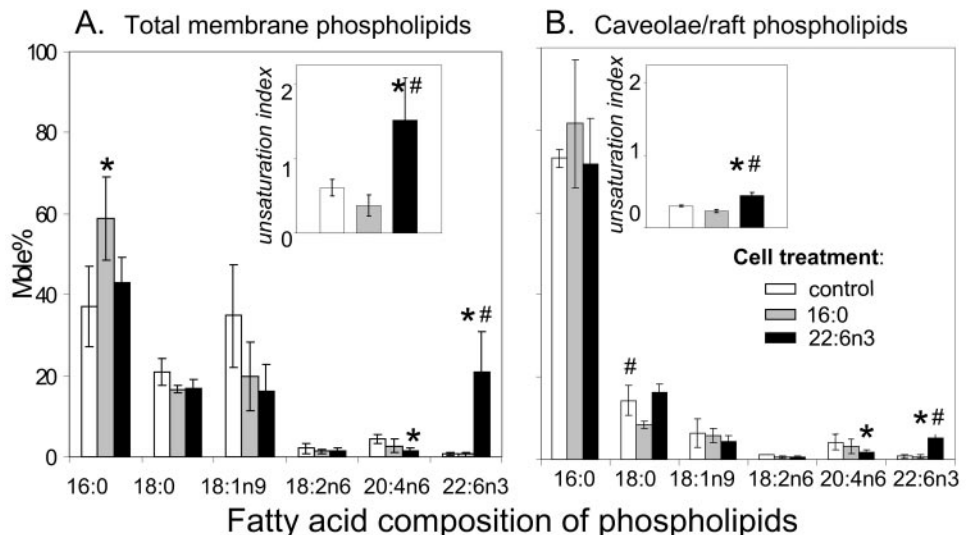 A. Total membrane phospholipids
B. Caveolae/raft phospholipids
Mole%
100
80
60
40
20
0
unsaturation index
2
1
0
*#
*
*#
*
unsaturation index
2
1
0
*#
Cell treatment:
control
16:0
22:6n3
#
*
*#
16:0 18:0 18:1n9 18:2n6 20:4n6 22:6n3
16:0 18:0 18:1n9 18:2n6 20:4n6 22:6n3
Fatty acid composition of phospholipids